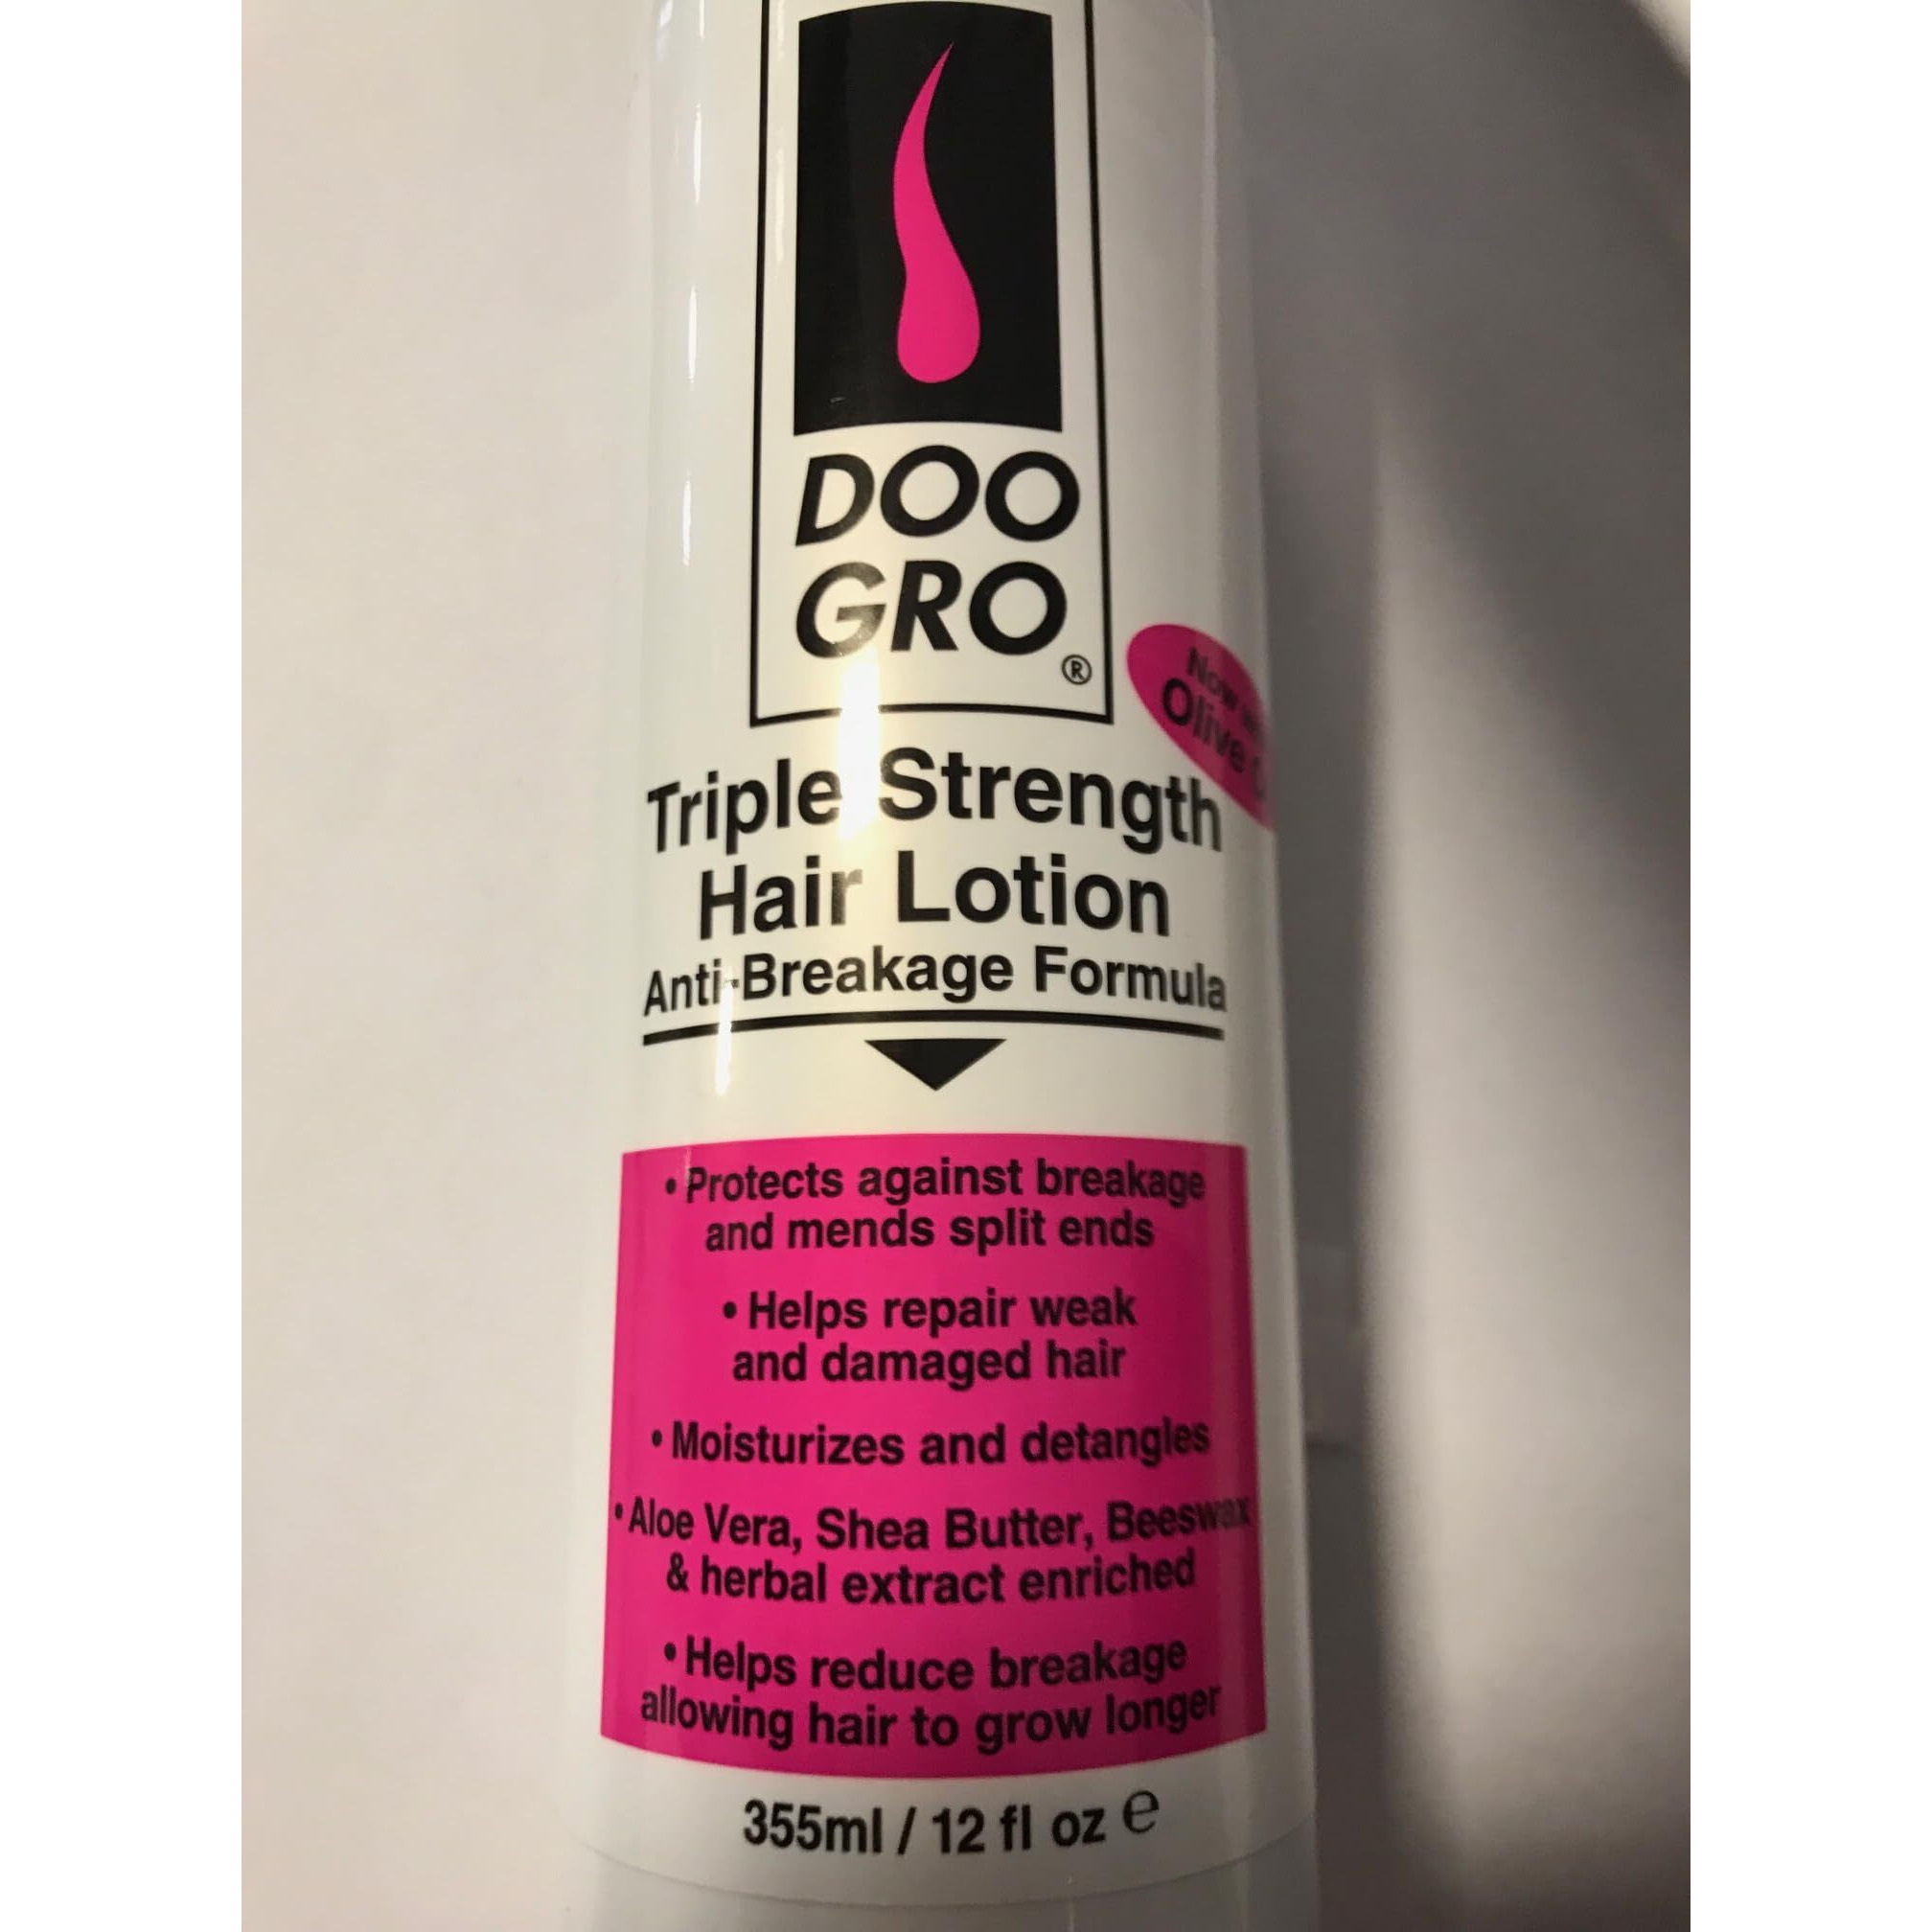 DOO
GRO
®
Now
Olive
Triple Strength
Hair Lotion
Anti-Breakage Formula
• Protects against breakage
and mends split ends
• Helps repair weak
and damaged hair
• Moisturizes and detangles
• Aloe Vera, Shea Butter, Beeswax
& herbal extract enriched
• Helps reduce breakage
allowing hair to grow longer
355ml / 12 fl oz ℮